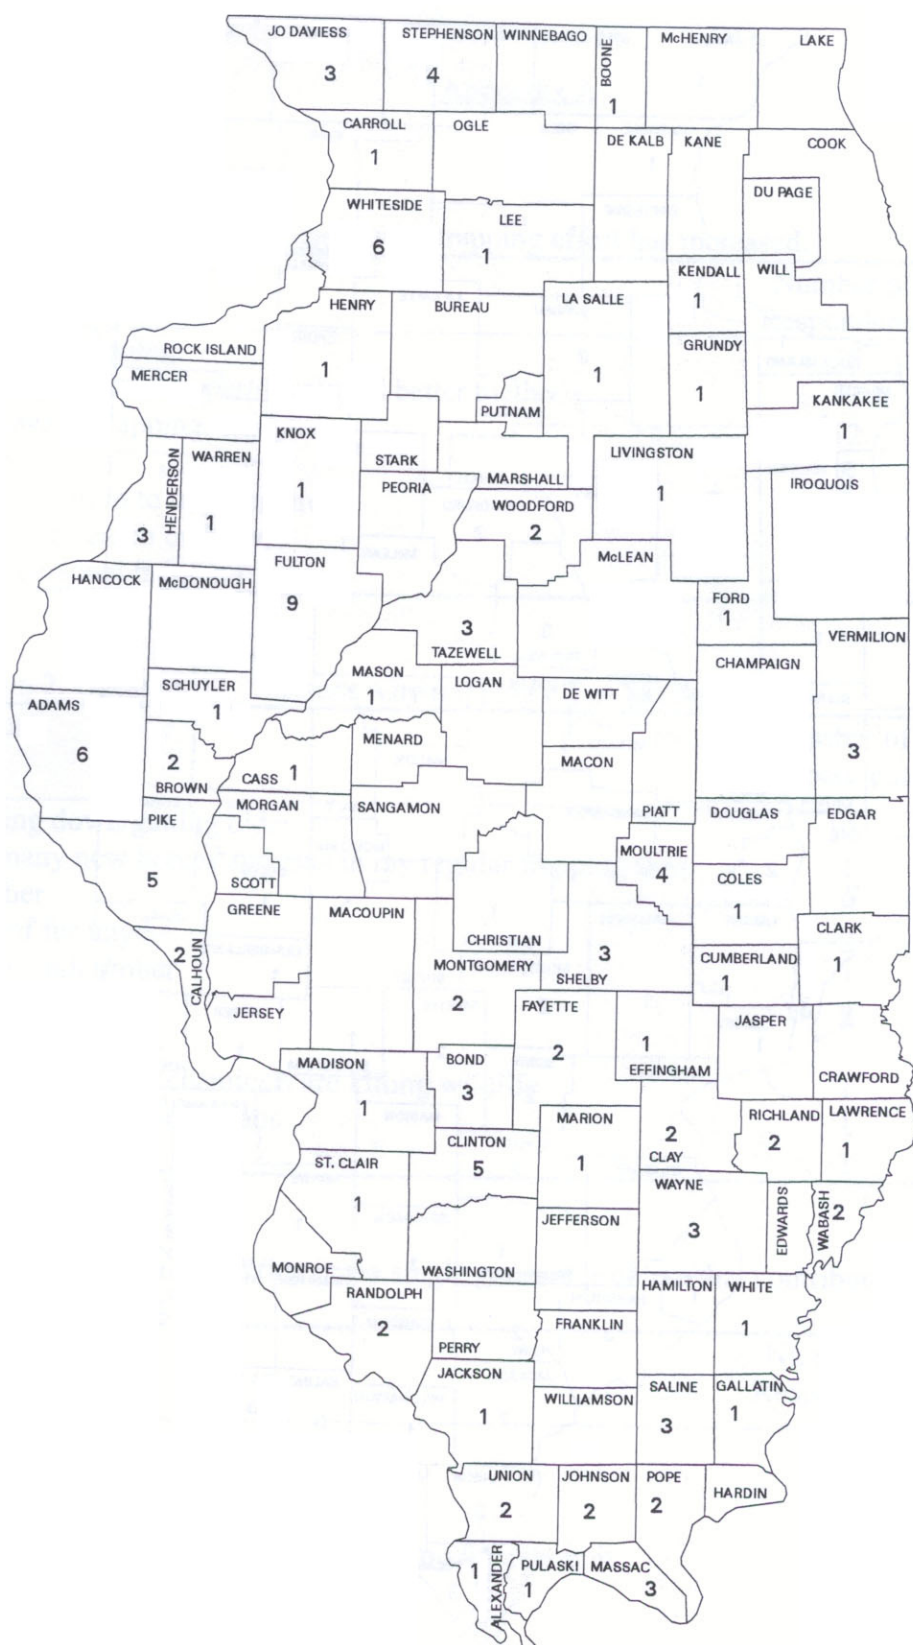 JO DAVIESS
3
STEPHENSON
4
WINNEBAGO
BOONE
1
McHENRY
LAKE
CARROLL
1
OGLE
DE KALB
KANE
COOK
DU PAGE
WHITESIDE
6
LEE
1
KENDALL
1
WILL
HENRY
1
BUREAU
LA SALLE
1
ROCK ISLAND
GRUNDY
1
MERCER
PUTNAM
KANKAKEE
1
KNOX
1
STARK
WARREN
1
HENDERSON
3
MARSHALL
LIVINGSTON
1
PEORIA
IROQUOIS
WOODFORD
2
McLEAN
HANCOCK
McDONOUGH
FULTON
9
FORD
1
3
TAZEWELL
VERMILION
3
MASON
1
CHAMPAIGN
SCHUYLER
1
LOGAN
DE WITT
ADAMS
6
2
BROWN
CASS
1
MENARD
MACON
PIKE
5
MORGAN
SANGAMON
PIATT
DOUGLAS
EDGAR
MOULTRIE
4
SCOTT
COLES
1
GREENE
MACOUPIN
CHRISTIAN
CLARK
1
2
CALHOUN
MONTGOMERY
2
3
SHELBY
CUMBERLAND
1
JERSEY
FAYETTE
2
1
EFFINGHAM
JASPER
CRAWFORD
MADISON
1
BOND
3
MARION
1
2
CLAY
RICHLAND
2
LAWRENCE
1
CLINTON
5
ST. CLAIR
1
WAYNE
3
EDWARDS
WABASH
2
JEFFERSON
MONROE
WASHINGTON
RANDOLPH
2
HAMILTON
WHITE
1
PERRY
FRANKLIN
JACKSON
1
WILLIAMSON
SALINE
3
GALLATIN
1
UNION
2
JOHNSON
2
POPE
2
HARDIN
1
ALEXANDER
PULASKI
1
MASSAC
3